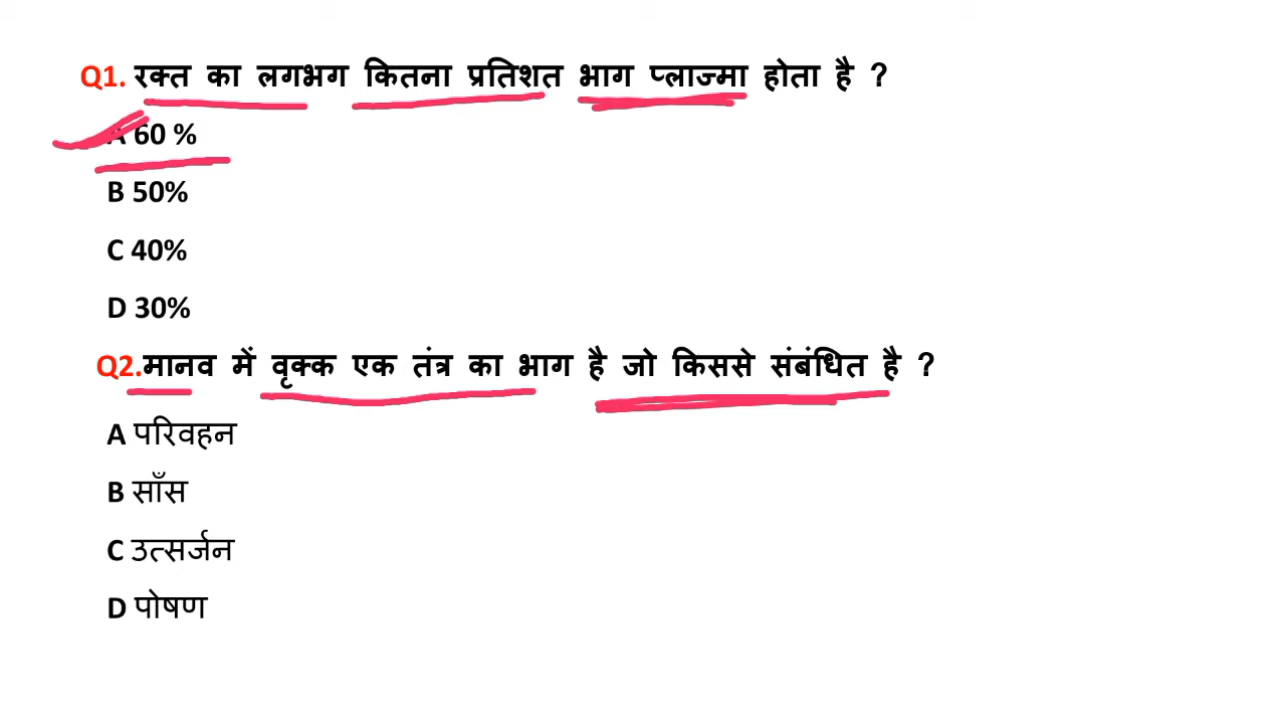 Q1. रक्त का लगभग कितना प्रतिशत भाग प्लाज्मा होता है ?
A 60 %
B 50%
C 40%
D 30%
Q2.मानव में वृक्क एक तंत्र का भाग है जो किससे संबंधित है ?
A परिवहन
B साँस
C उत्सर्जन
D पोषण